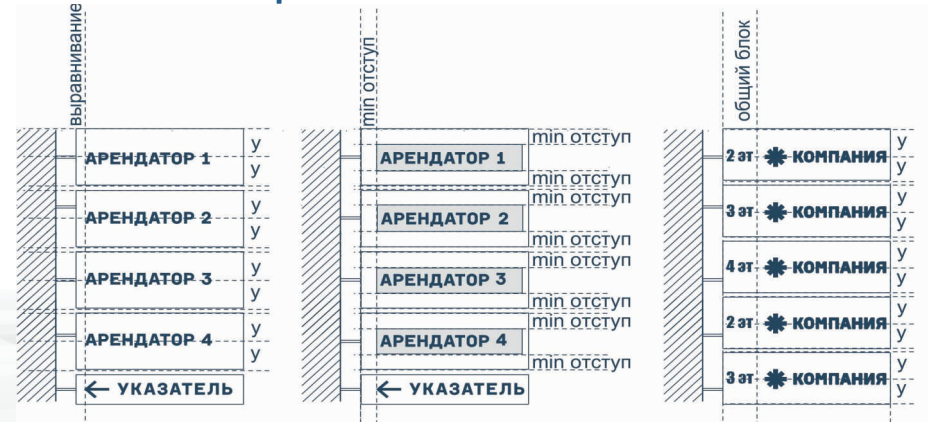 выравнивание
АРЕНДАТОР 1
у
у
АРЕНДАТОР 2
у
у
АРЕНДАТОР 3
у
у
АРЕНДАТОР 4
у
у
← УКАЗАТЕЛЬ
min отступ
min отступ
АРЕНДАТОР 1
min отступ
min отступ
АРЕНДАТОР 2
min отступ
min отступ
АРЕНДАТОР 3
min отступ
min отступ
АРЕНДАТОР 4
min отступ
← УКАЗАТЕЛЬ
общий блок
2 эт КОМПАНИЯ
у
у
3 эт КОМПАНИЯ
у
у
4 эт КОМПАНИЯ
у
у
2 эт КОМПАНИЯ
у
у
3 эт КОМПАНИЯ
у
у